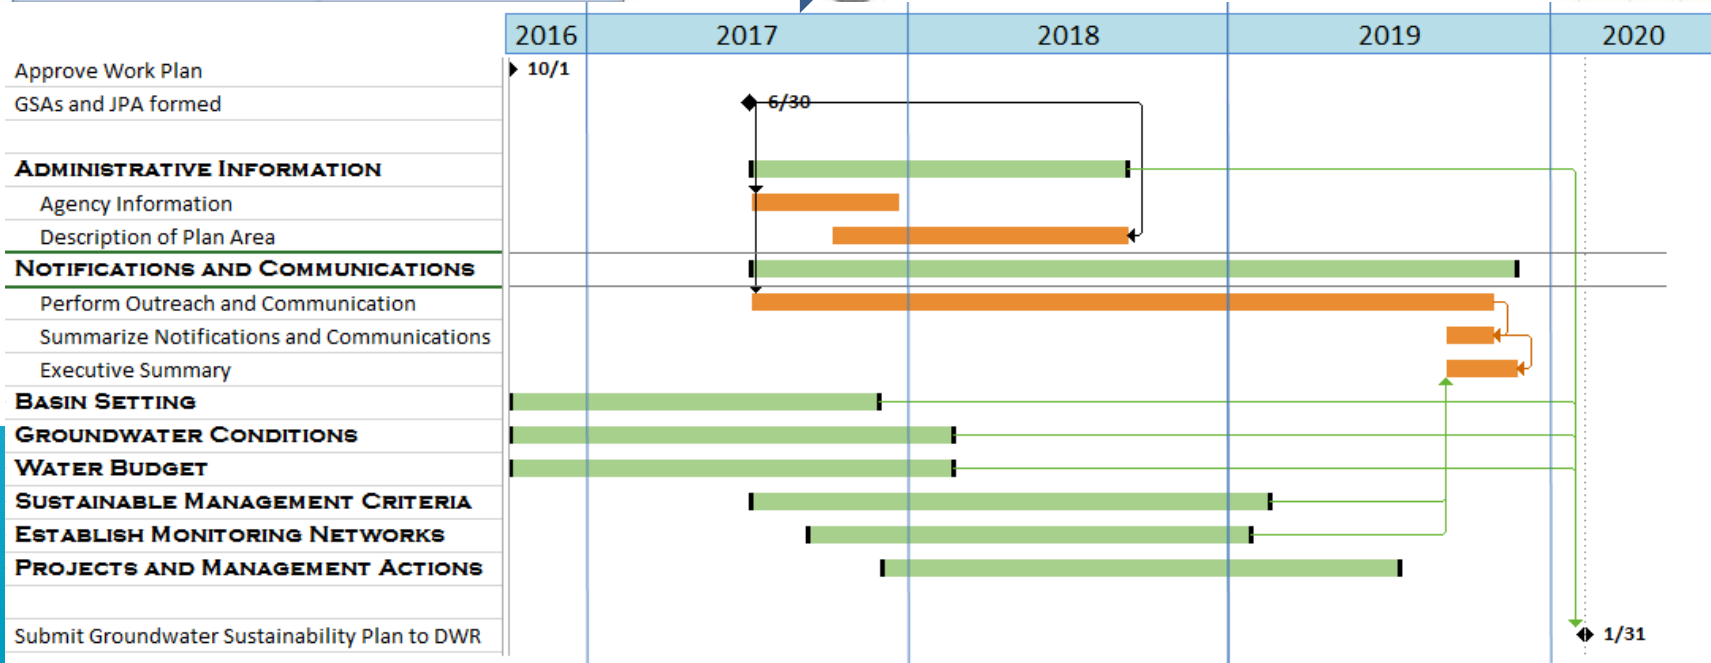 2016 2017 2018 2019 2020
Approve Work Plan 10/1
GSAs and JPA formed 6/30
ADMINISTRATIVE INFORMATION
Agency Information
Description of Plan Area
NOTIFICATIONS AND COMMUNICATIONS
Perform Outreach and Communication
Summarize Notifications and Communications
Executive Summary
BASIN SETTING
GROUNDWATER CONDITIONS
WATER BUDGET
SUSTAINABLE MANAGEMENT CRITERIA
ESTABLISH MONITORING NETWORKS
PROJECTS AND MANAGEMENT ACTIONS
Submit Groundwater Sustainability Plan to DWR 1/31